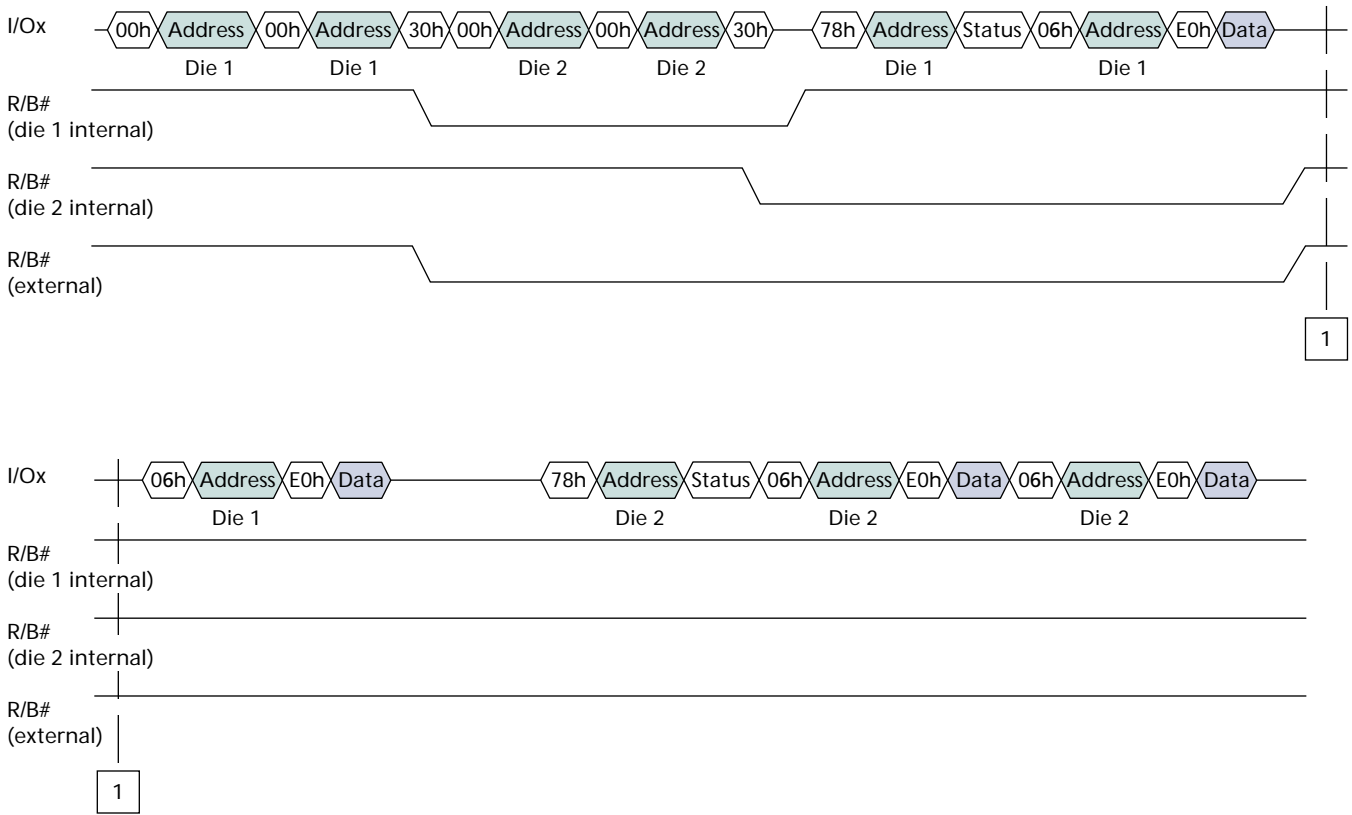 I/Ox 00h Address 00h Address 30h 00h Address 00h Address 30h 78h Address Status 06h Address E0h Data
Die 1 Die 1 Die 2 Die 2 Die 1 Die 1
R/B#
(die 1 internal)
R/B#
(die 2 internal)
R/B#
(external)
1
I/Ox 06h Address E0h Data 78h Address Status 06h Address E0h Data 06h Address E0h Data
Die 1 Die 2 Die 2 Die 2
R/B#
(die 1 internal)
R/B#
(die 2 internal)
R/B#
(external)
1